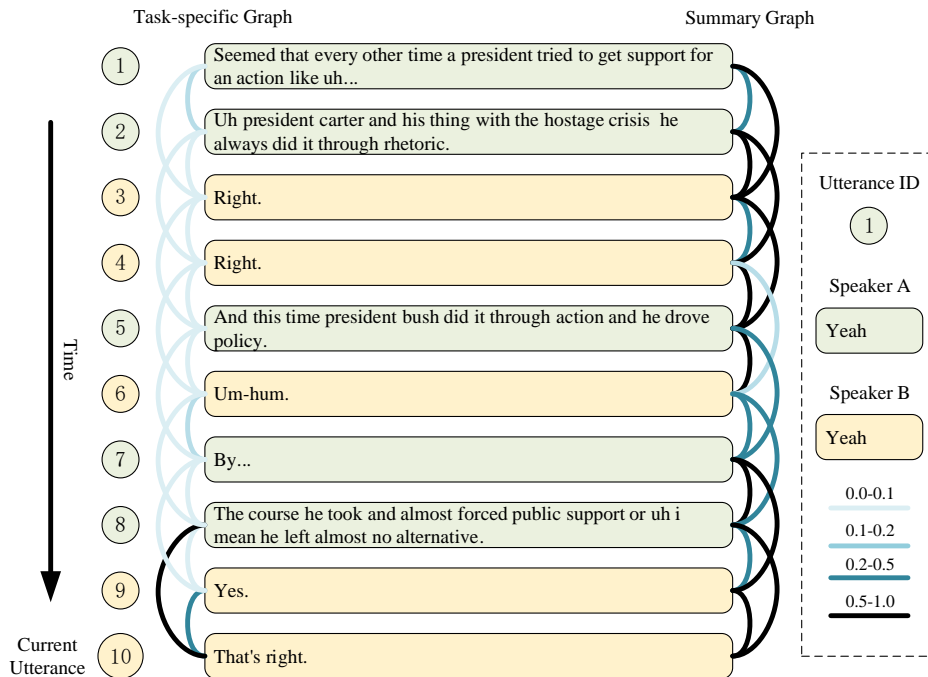 Task-specific Graph
Summary Graph
1
Seemed that every other time a president tried to get support for
an action like uh...
2
Uh president carter and his thing with the hostage crisis he
always did it through rhetoric.
3
Right.
4
Right.
5
And this time president bush did it through action and he drove
policy.
6
Um-hum.
7
By...
8
The course he took and almost forced public support or uh i
mean he left almost no alternative.
9
Yes.
Current
Utterance
10
That's right.
Time
Utterance ID
1
Speaker A
Yeah
Speaker B
Yeah
0.0-0.1
0.1-0.2
0.2-0.5
0.5-1.0